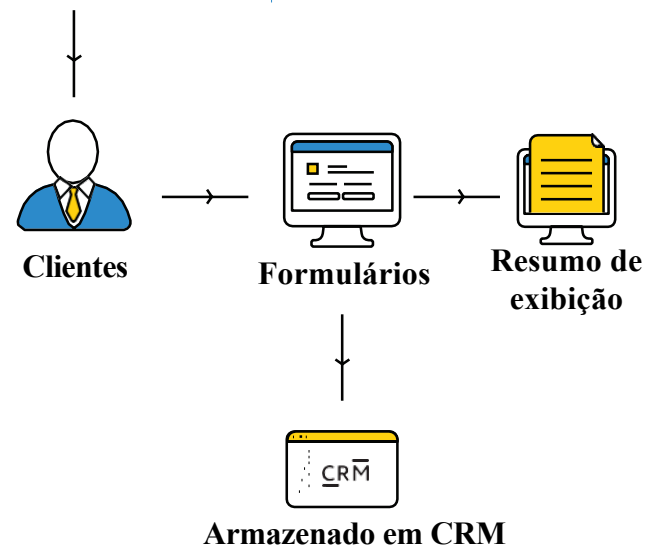 Clientes
Formulários
Resumo de
exibição
CRM
Armazenado em CRM